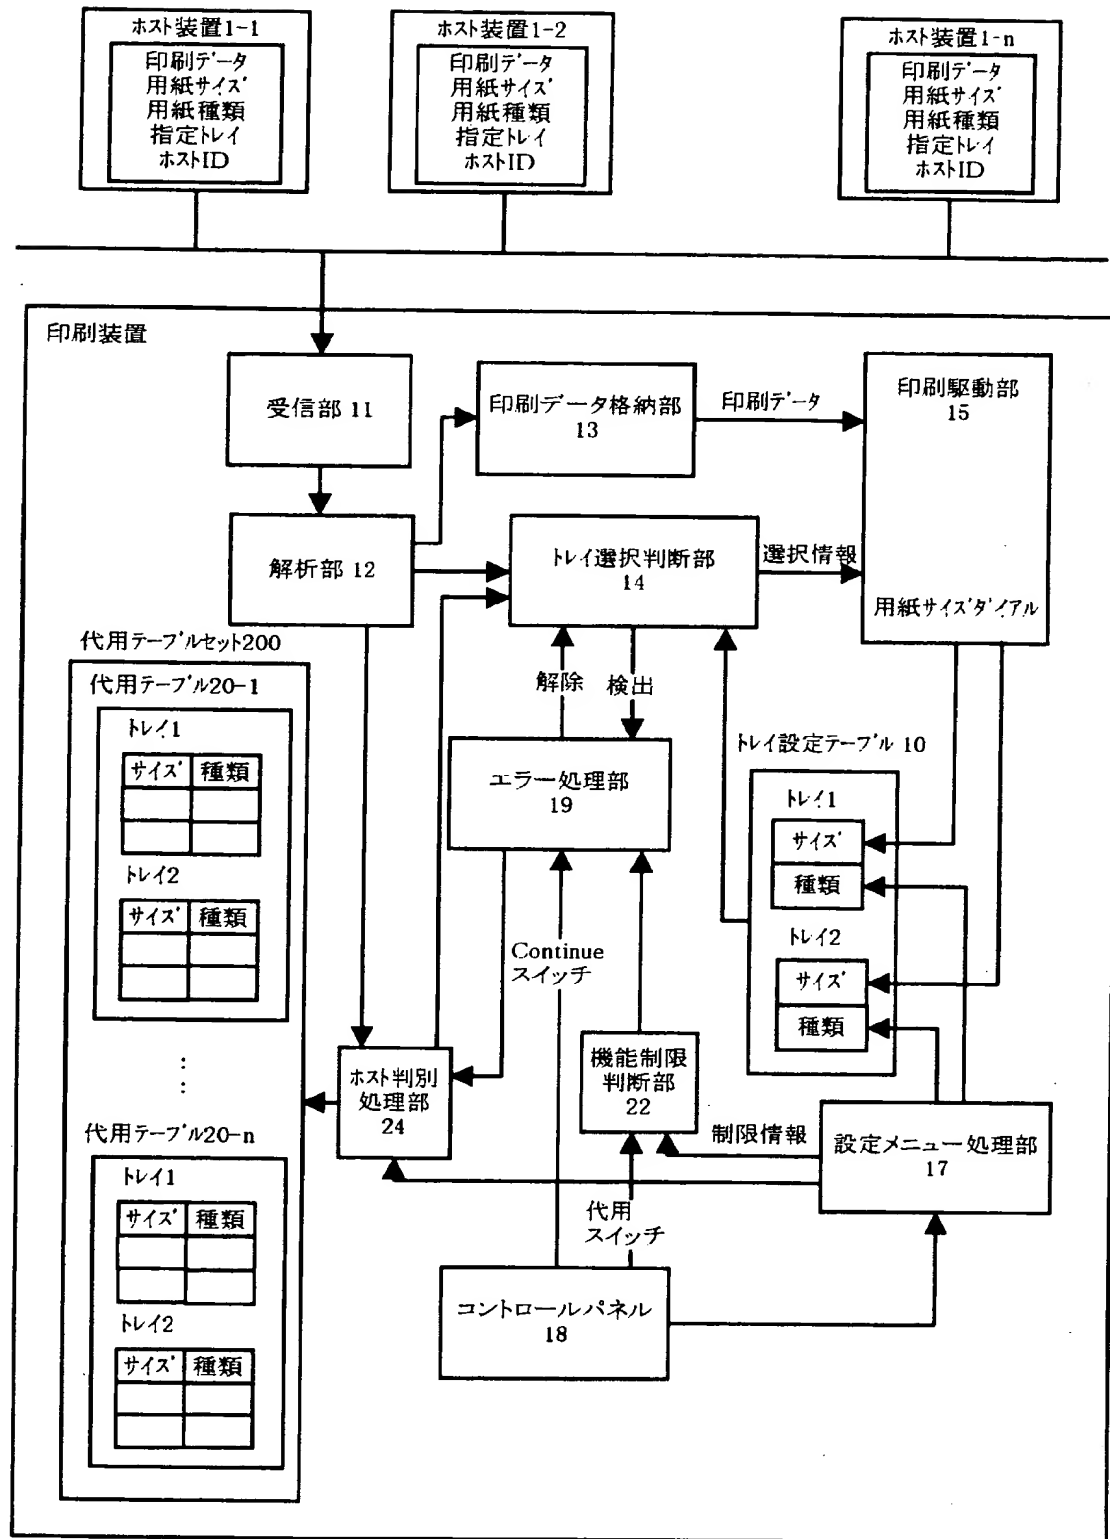 ホスト装置1-1
印刷データ
用紙サイズ
用紙種類
指定トレイ
ホストID
ホスト装置1-2
印刷データ
用紙サイズ
用紙種類
指定トレイ
ホストID
ホスト装置1-n
印刷データ
用紙サイズ
用紙種類
指定トレイ
ホストID
印刷装置
受信部 11
印刷データ格納部
13
印刷データ
印刷駆動部
15
用紙サイズダイアル
解析部 12
トレイ選択判断部
14
選択情報
代用テーブルセット200
代用テーブル20-1
トレイ1
サイズ 種類
トレイ2
サイズ 種類
解除
検出
エラー処理部
19
トレイ設定テーブル 10
トレイ1
サイズ
種類
トレイ2
サイズ
種類
Continue
スイッチ
ホスト判別
処理部
24
機能制限
判断部
22
制限情報
設定メニュー処理部
17
代用
スイッチ
コントロールパネル
18
代用テーブル20-n
トレイ1
サイズ 種類
トレイ2
サイズ 種類